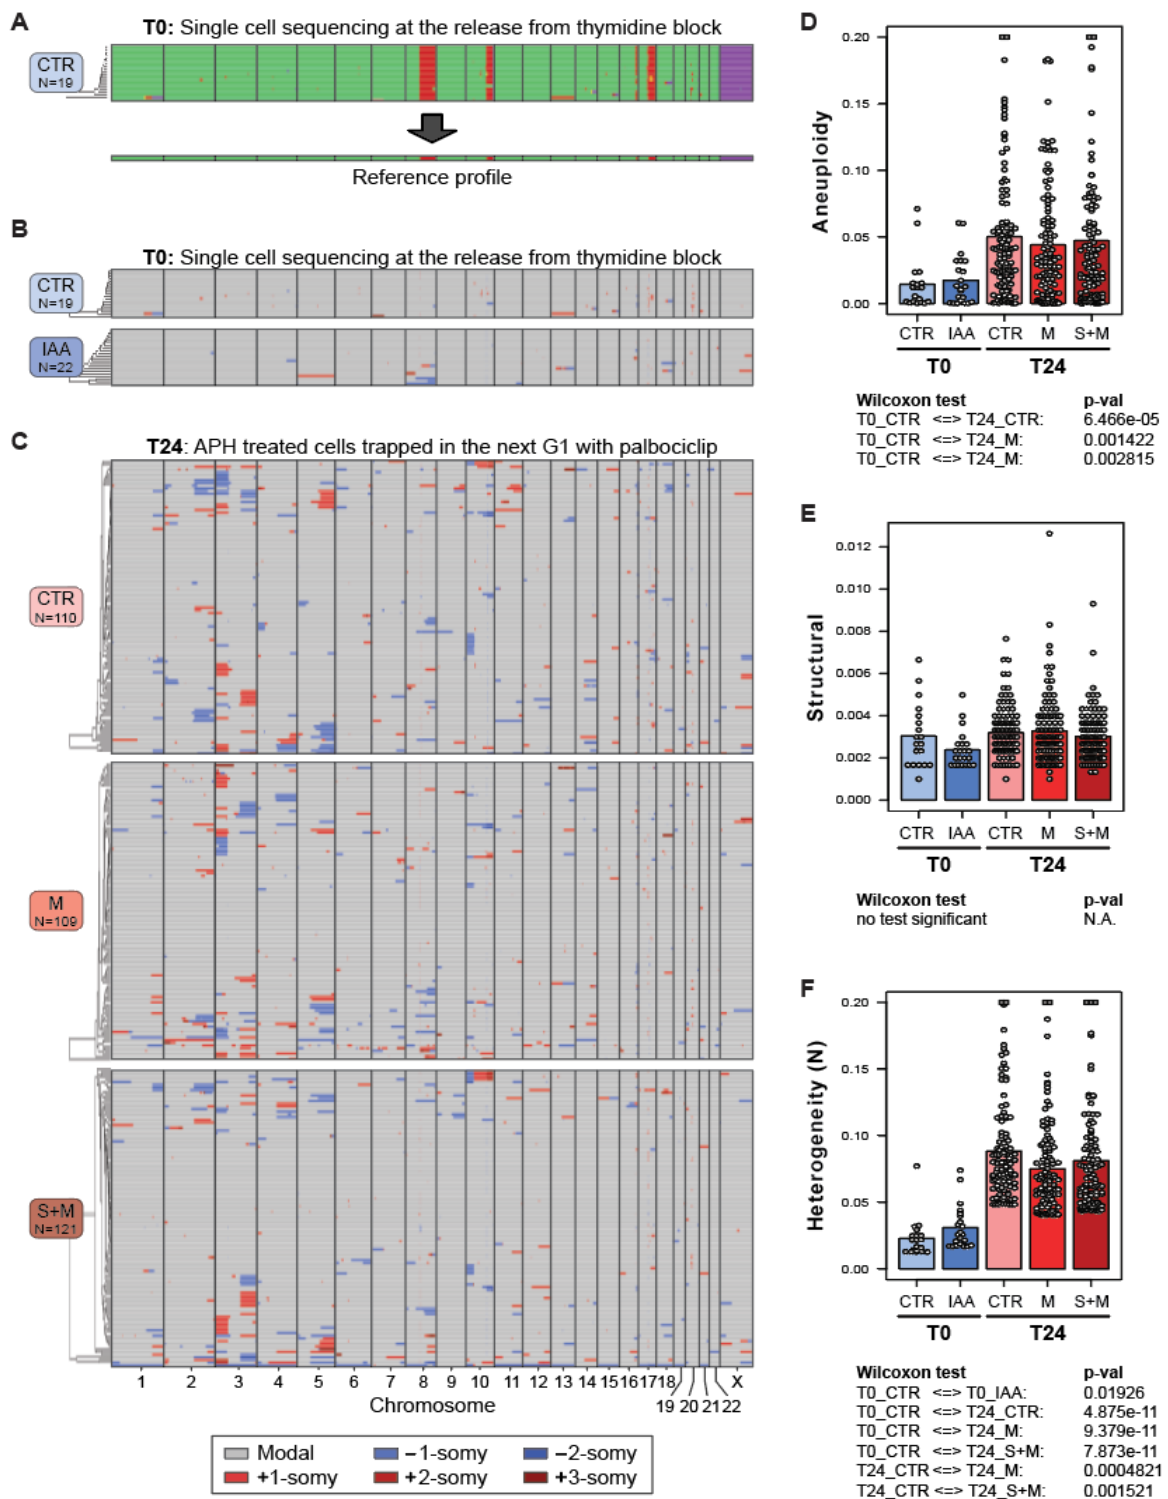 A
T0: Single cell sequencing at the release from thymidine block
CTR
N=19
Reference profile
B
T0: Single cell sequencing at the release from thymidine block
CTR
N=19
IAA
N=22
C
T24: APH treated cells trapped in the next G1 with palbociclip
CTR
N=110
M
N=109
S+M
N=121
1 2 3 4 5 6 7 8 9 10 11 12 13 14 15 16 17 18 X
19 20 21 22
Chromosome
Modal
−1-somy
−2-somy
+1-somy
+2-somy
+3-somy
D
Aneuploidy
0.20
0.15
0.10
0.05
0.00
CTR IAA CTR M S+M
T0 T24
Wilcoxon test p-val
T0_CTR <=> T24_CTR: 6.466e-05
T0_CTR <=> T24_M: 0.001422
T0_CTR <=> T24_M: 0.002815
E
Structural
0.012
0.010
0.008
0.006
0.004
0.002
0.000
CTR IAA CTR M S+M
T0 T24
Wilcoxon test p-val
no test significant N.A.
F
Heterogeneity (N)
0.20
0.15
0.10
0.05
0.00
CTR IAA CTR M S+M
T0 T24
Wilcoxon test p-val
T0_CTR <=> T0_IAA: 0.01926
T0_CTR <=> T24_CTR: 4.875e-11
T0_CTR <=> T24_M: 9.379e-11
T0_CTR <=> T24_S+M: 7.873e-11
T24_CTR <=> T24_M: 0.0004821
T24_CTR <=> T24_S+M: 0.001521